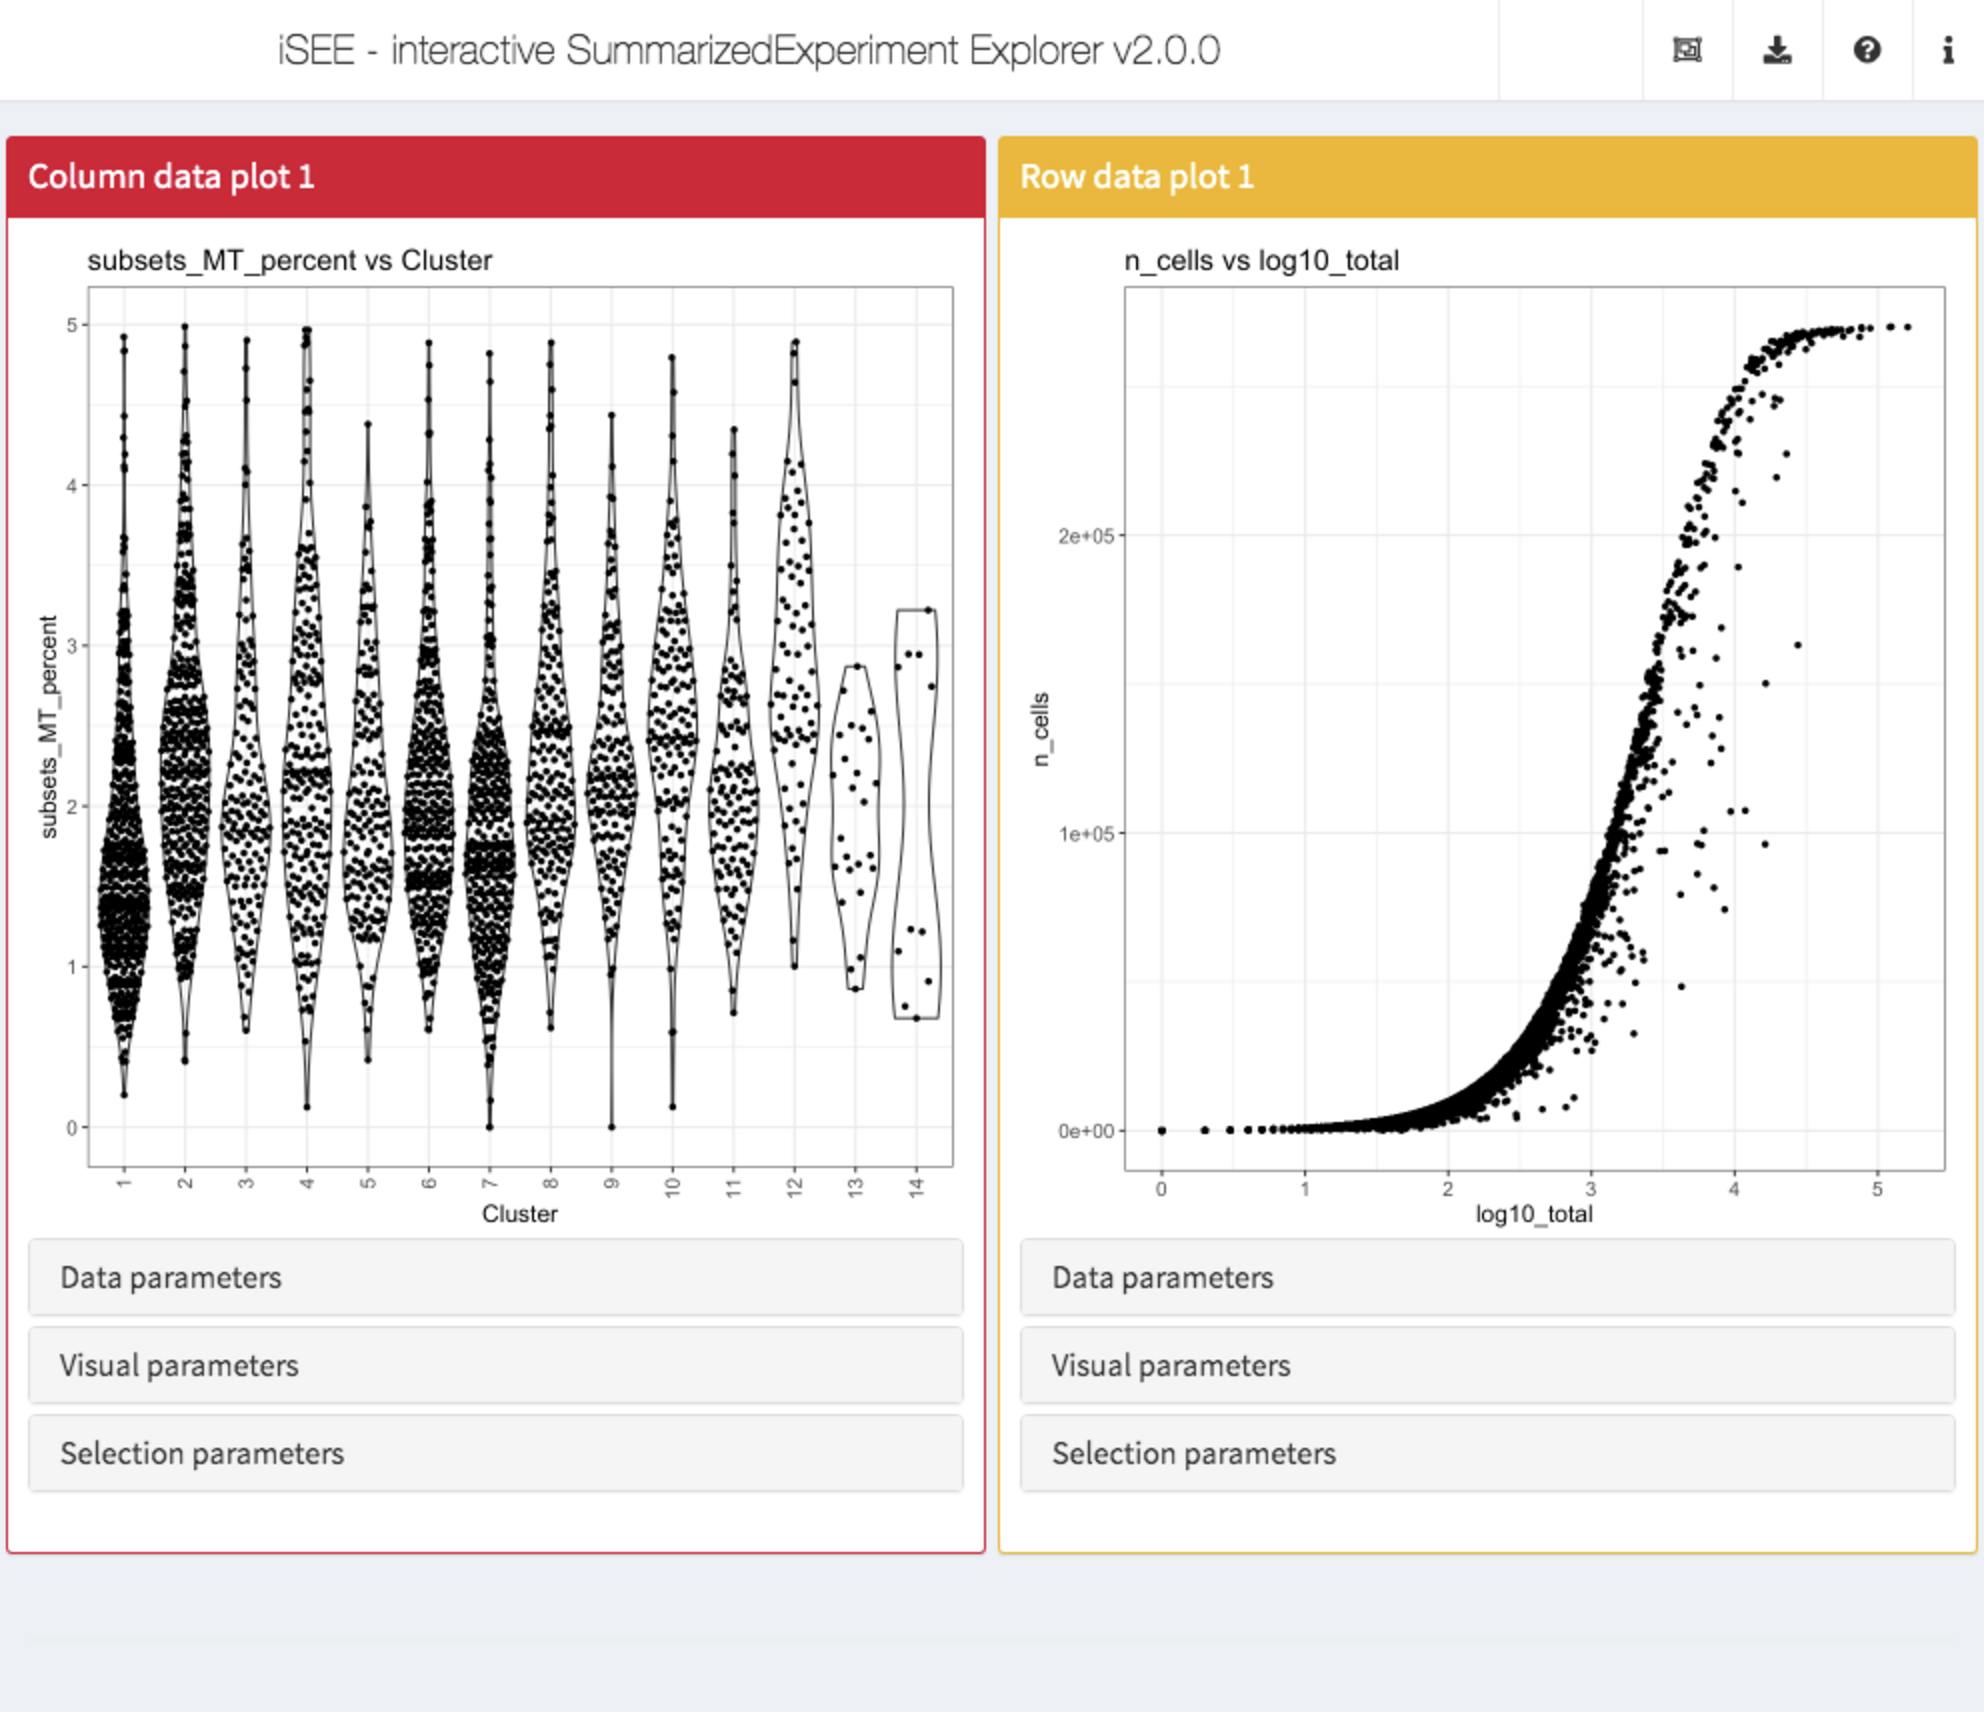 iSEE - interactive SummarizedExperiment Explorer v2.0.0
Column data plot 1
subsets_MT_percent vs Cluster
subsets_MT_percent
5
4
3
2
1
0
1 2 3 4 5 6 7 8 9 10 11 12 13 14
Cluster
Data parameters
Visual parameters
Selection parameters
Row data plot 1
n_cells vs log10_total
n_cells
2e+05
1e+05
0e+00
0 1 2 3 4 5
log10_total
Data parameters
Visual parameters
Selection parameters